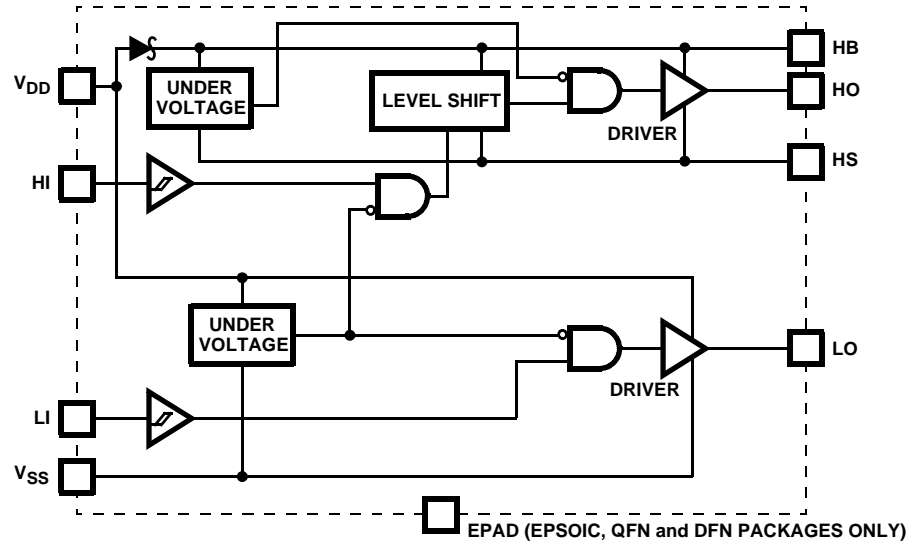 HB
VDD
UNDER
VOLTAGE
LEVEL SHIFT
HO
DRIVER
HS
HI
UNDER
VOLTAGE
LO
DRIVER
LI
VSS
EPAD (EPSOIC, QFN and DFN PACKAGES ONLY)